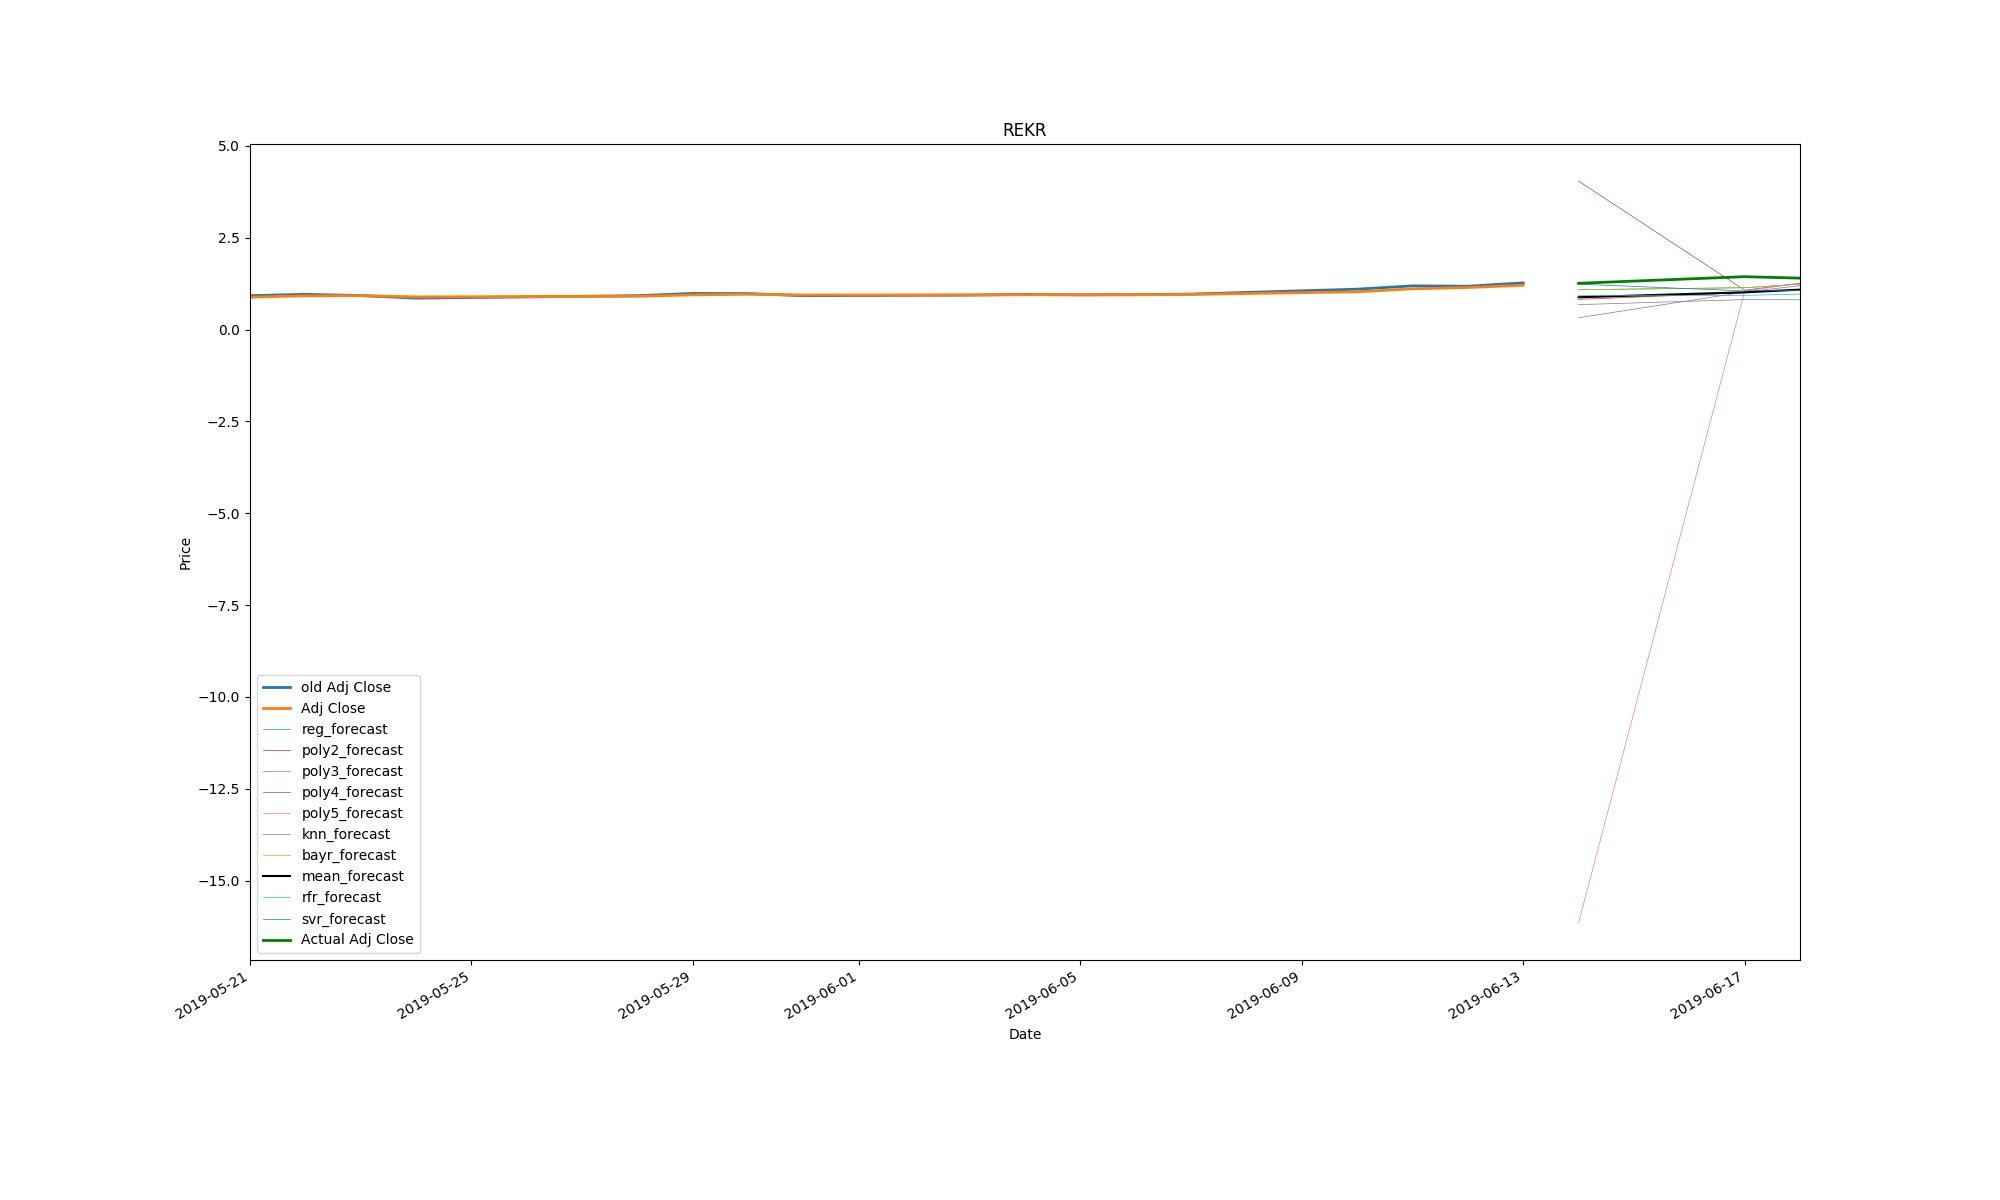 REKR
5.0
2.5
0.0
−2.5
−5.0
−7.5
−10.0
−12.5
−15.0
Price
old Adj Close
Adj Close
reg_forecast
poly2_forecast
poly3_forecast
poly4_forecast
poly5_forecast
knn_forecast
bayr_forecast
mean_forecast
rfr_forecast
svr_forecast
Actual Adj Close
2019-05-21
2019-05-25
2019-05-29
2019-06-01
2019-06-05
2019-06-09
2019-06-13
2019-06-17
Date